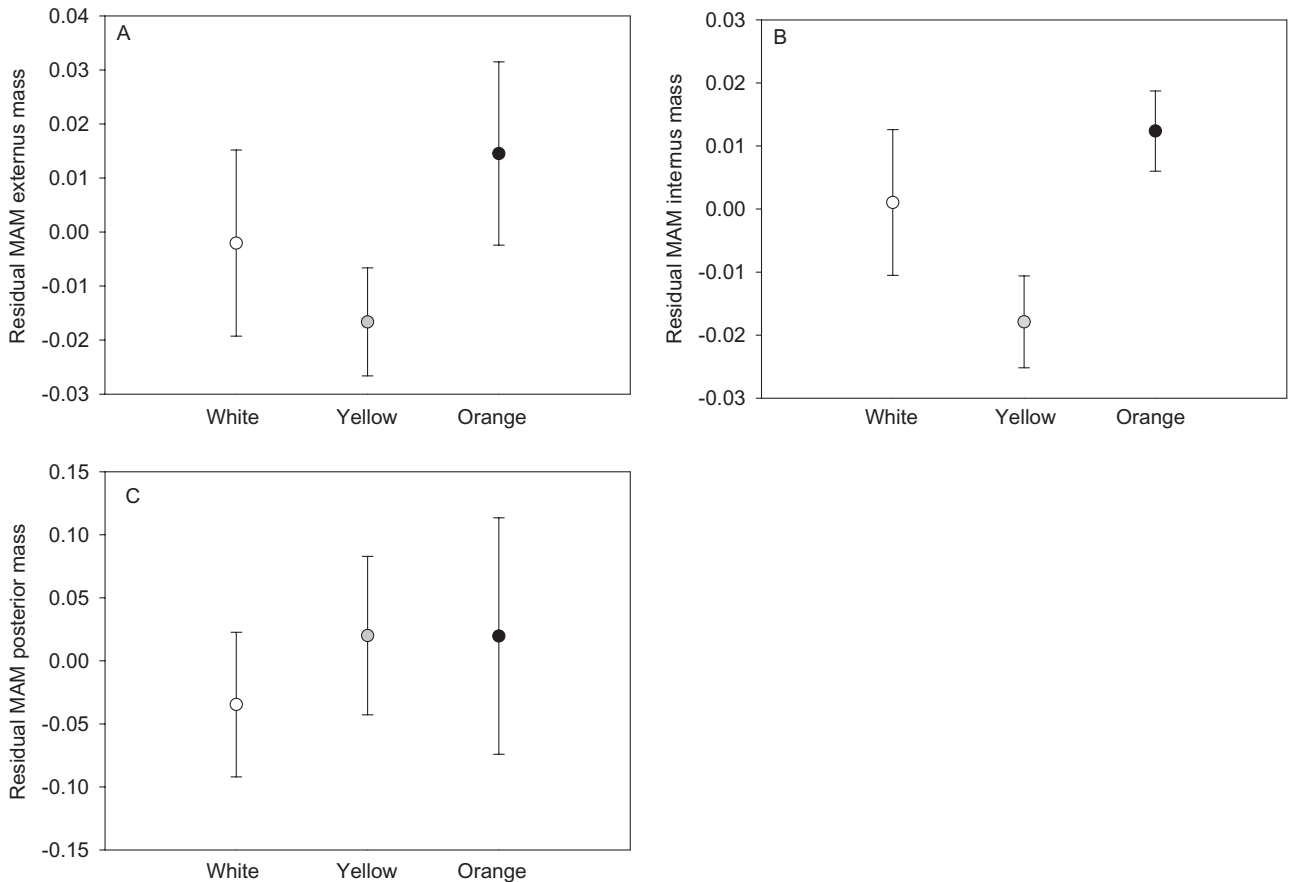 A
Residual MAM externus mass
0.04
0.03
0.02
0.01
0.00
-0.01
-0.02
-0.03
White Yellow Orange
B
Residual MAM internus mass
0.03
0.02
0.01
0.00
-0.01
-0.02
-0.03
White Yellow Orange
C
Residual MAM posterior mass
0.15
0.10
0.05
0.00
-0.05
-0.10
-0.15
White Yellow Orange